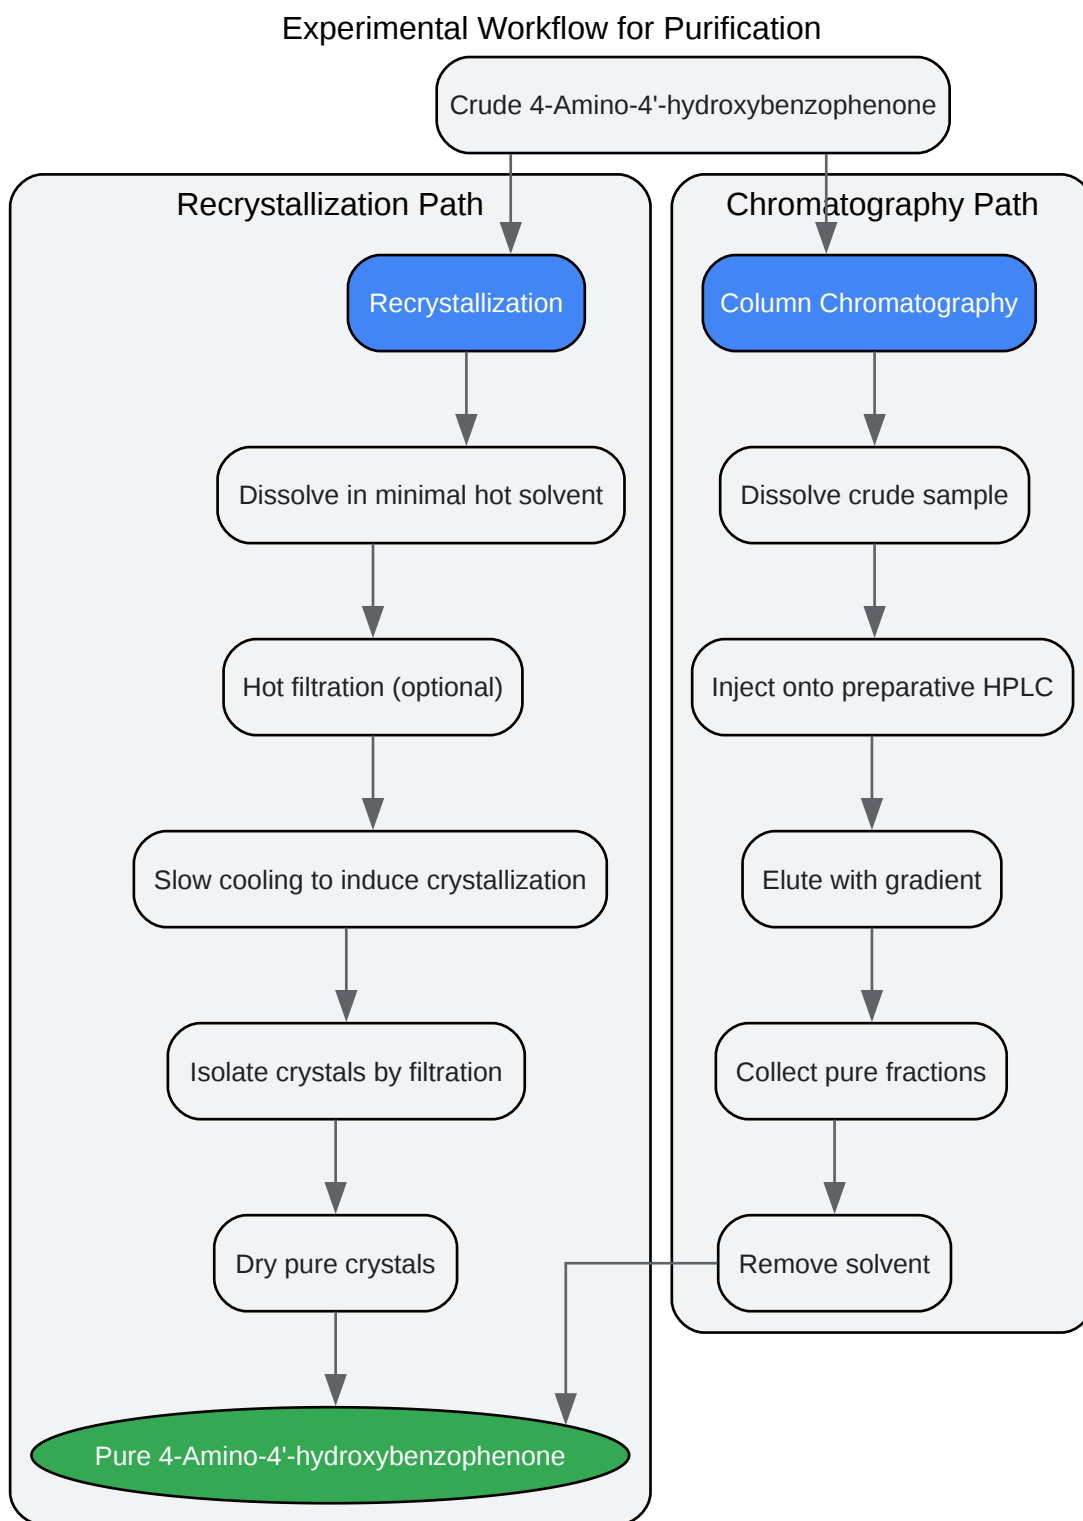 Experimental Workflow for Purification
Crude 4-Amino-4'-hydroxybenzophenone
Recrystallization Path
Recrystallization
Dissolve in minimal hot solvent
Hot filtration (optional)
Slow cooling to induce crystallization
Isolate crystals by filtration
Dry pure crystals
Chromatography Path
Column Chromatography
Dissolve crude sample
Inject onto preparative HPLC
Elute with gradient
Collect pure fractions
Remove solvent
Pure 4-Amino-4'-hydroxybenzophenone